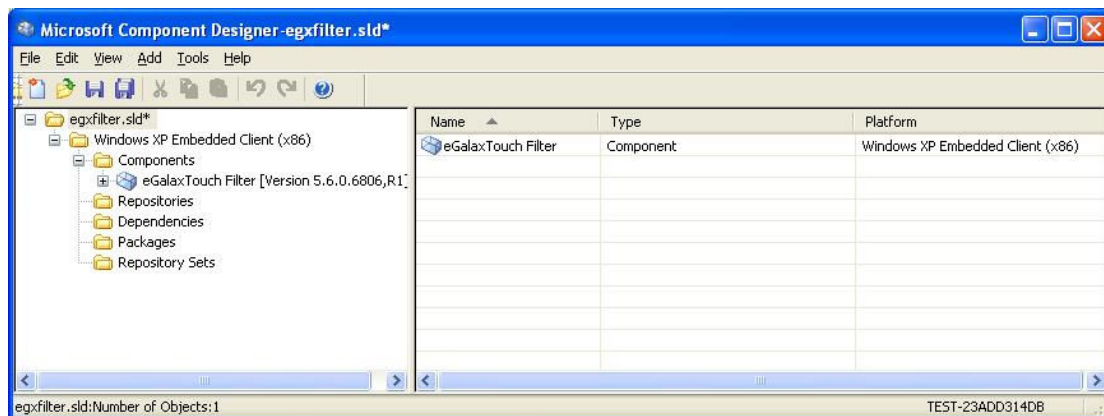 Microsoft Component Designer-egxfilter.sld*
File Edit View Add Tools Help
egxfilter.sld*
Windows XP Embedded Client (x86)
Components
eGalaxTouch Filter [Version 5.6.0.6806,R1]
Repositories
Dependencies
Packages
Repository Sets
Name Type Platform
eGalaxTouch Filter Component Windows XP Embedded Client (x86)
egxfilter.sld:Number of Objects:1 TEST-23ADD314DB